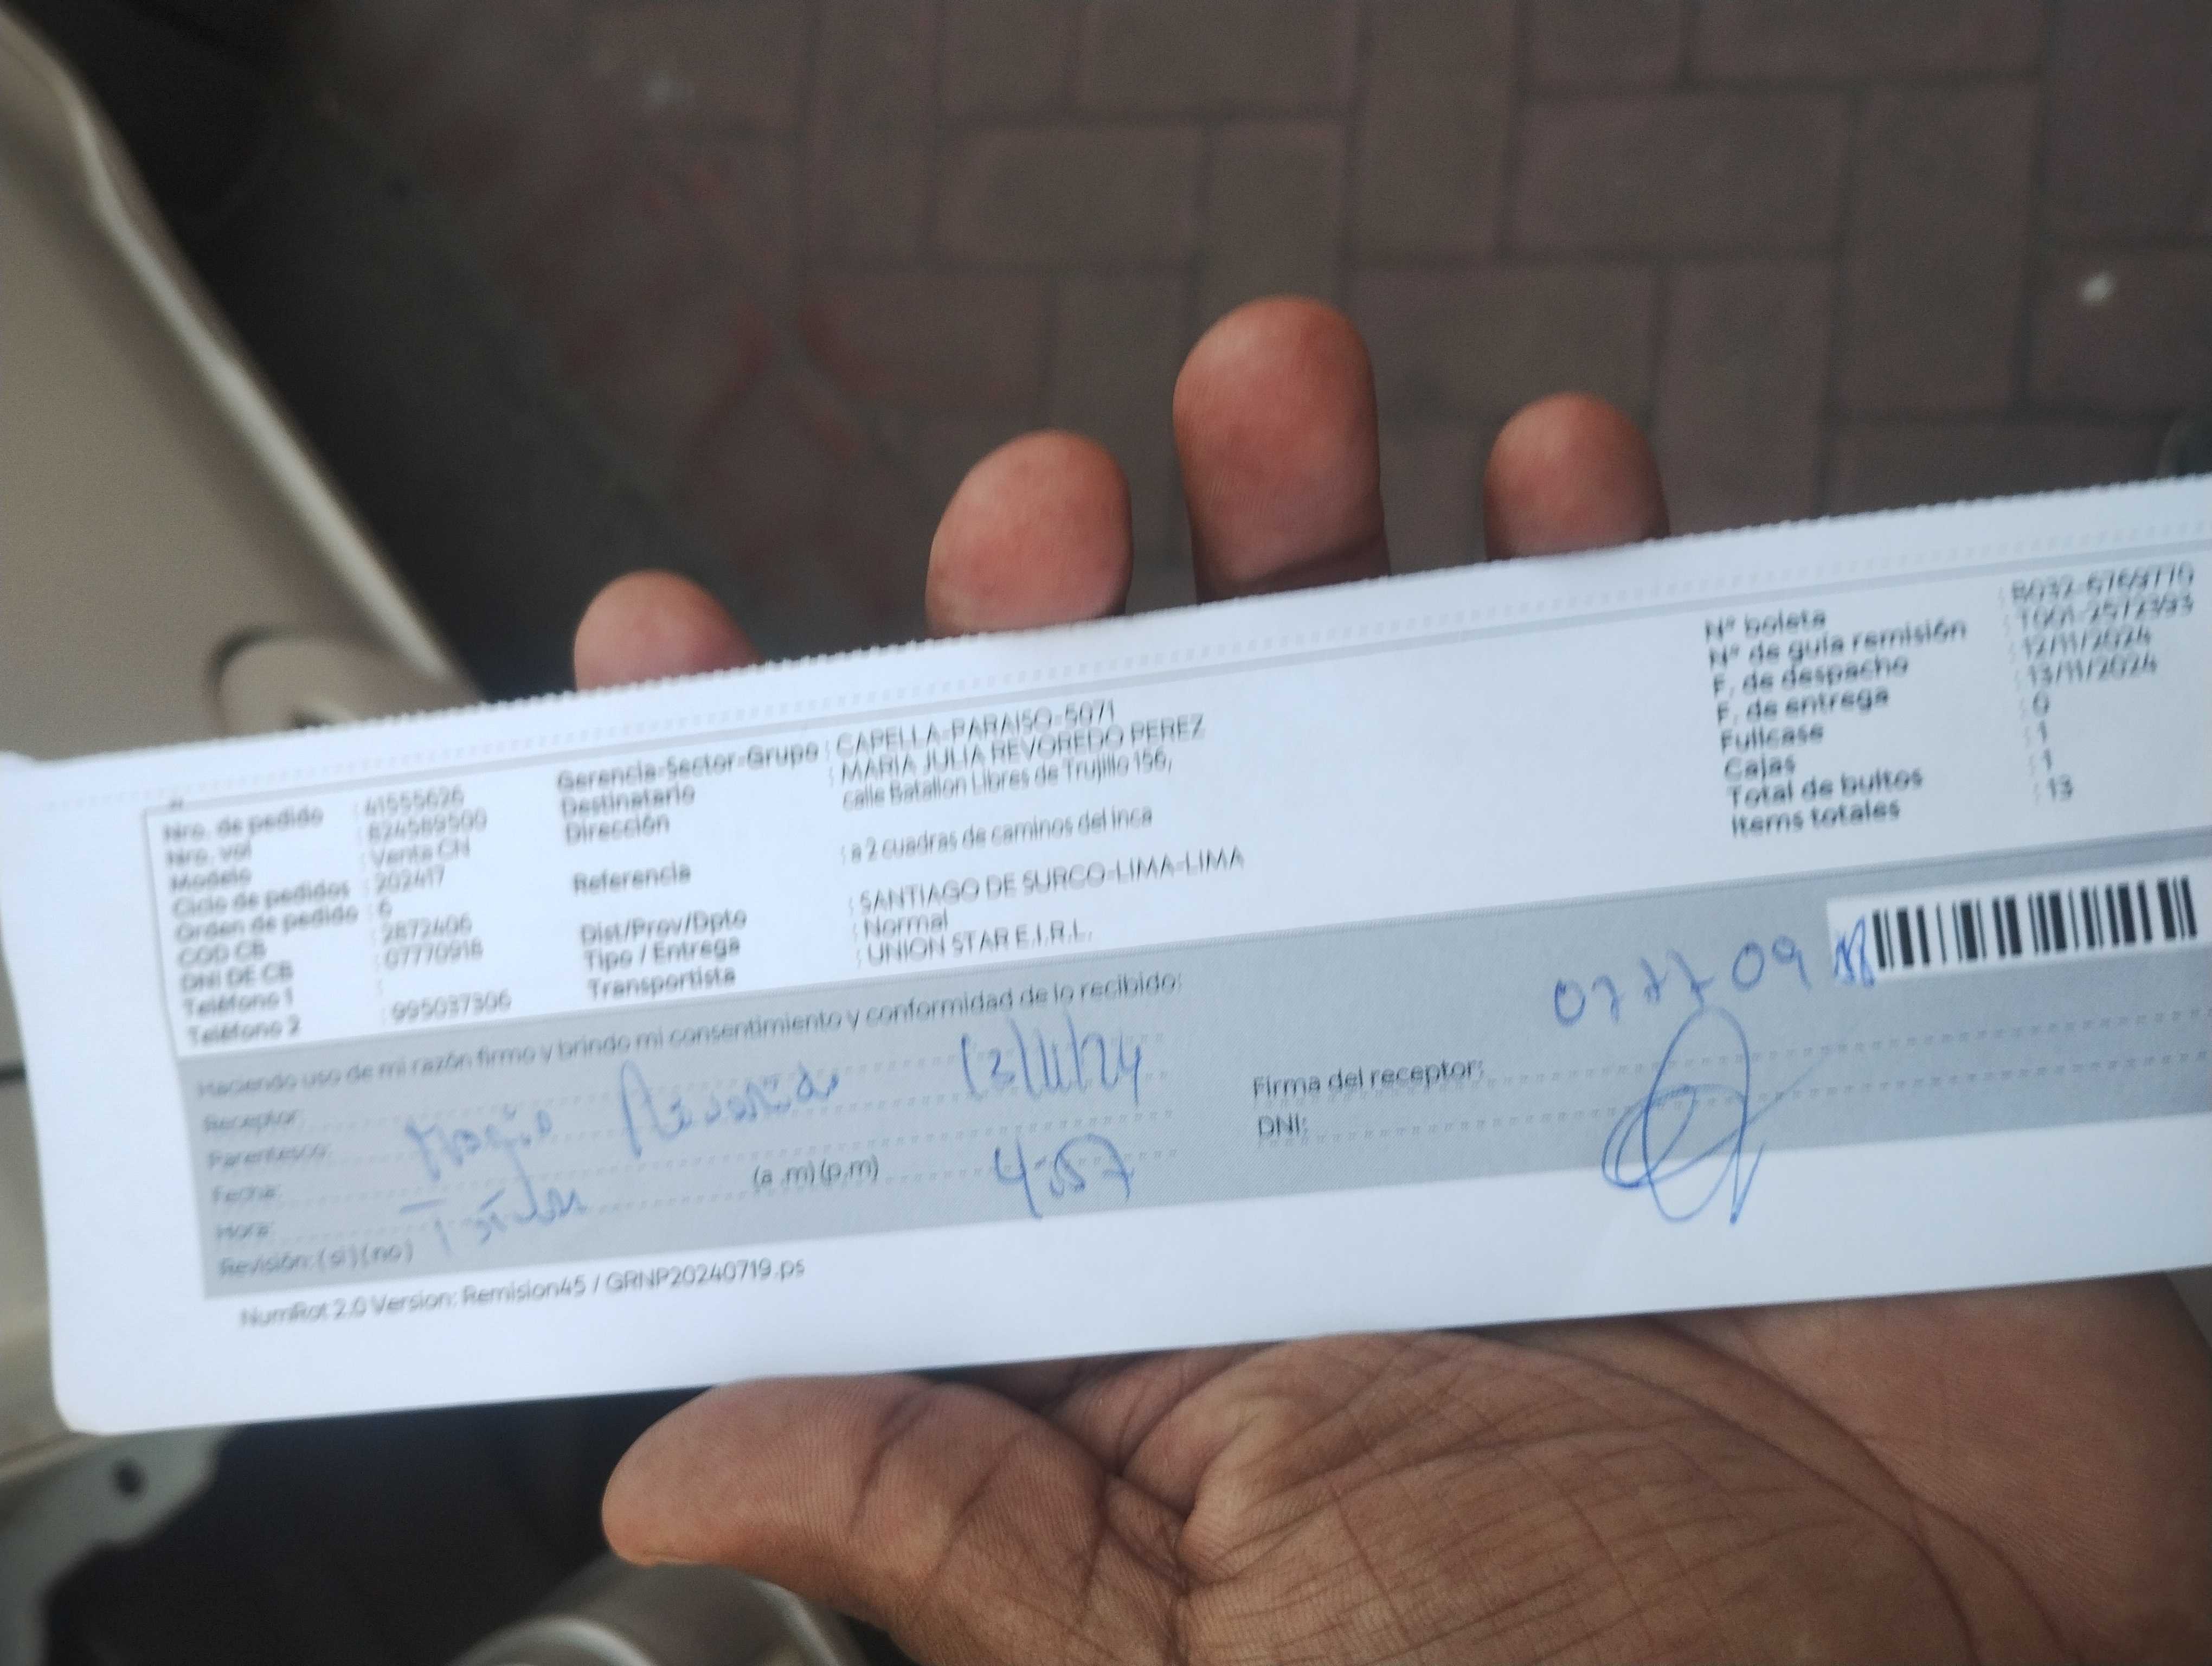 Nro. de pedido : 41555626
Nro. vol : 824589500
Modelo : Venta CN
Ciclo de pedidos : 202417
Orden de pedido : 6
COD CB : 2872406
DNI DE CB : 07770918
Teléfono 1 :
Teléfono 2 : 995037306
Gerencia-Sector-Grupo : CAPELLA-PARAISO-5071
Destinatario : MARIA JULIA REVOREDO PEREZ
Dirección calle Batallon Libres de Trujillo 156,
Referencia : a 2 cuadras de caminos del inca
Dist/Prov/Dpto : SANTIAGO DE SURCO-LIMA-LIMA
Tipo / Entrega : Normal
Transportista : UNION STAR E.I.R.L.
N° boleta
N° de guía remisión
F. de despacho : 12/11/2024
F. de entrega : 13/11/2024
Fullcase : 0
Cajas : 1
Total de bultos : 1
Items totales : 13
Haciendo uso de mi razón firmo y brindo mi consentimiento y conformidad de lo recibido:
Receptor:
Parentesco:
Fecha: 13/11/24
Hora: (a .m) (p.m) 4:57
Revisión: ( si ) ( no )
Firma del receptor:
DNI: 07770918
NumRot 2.0 Version: Remision45 / GRNP20240719.ps